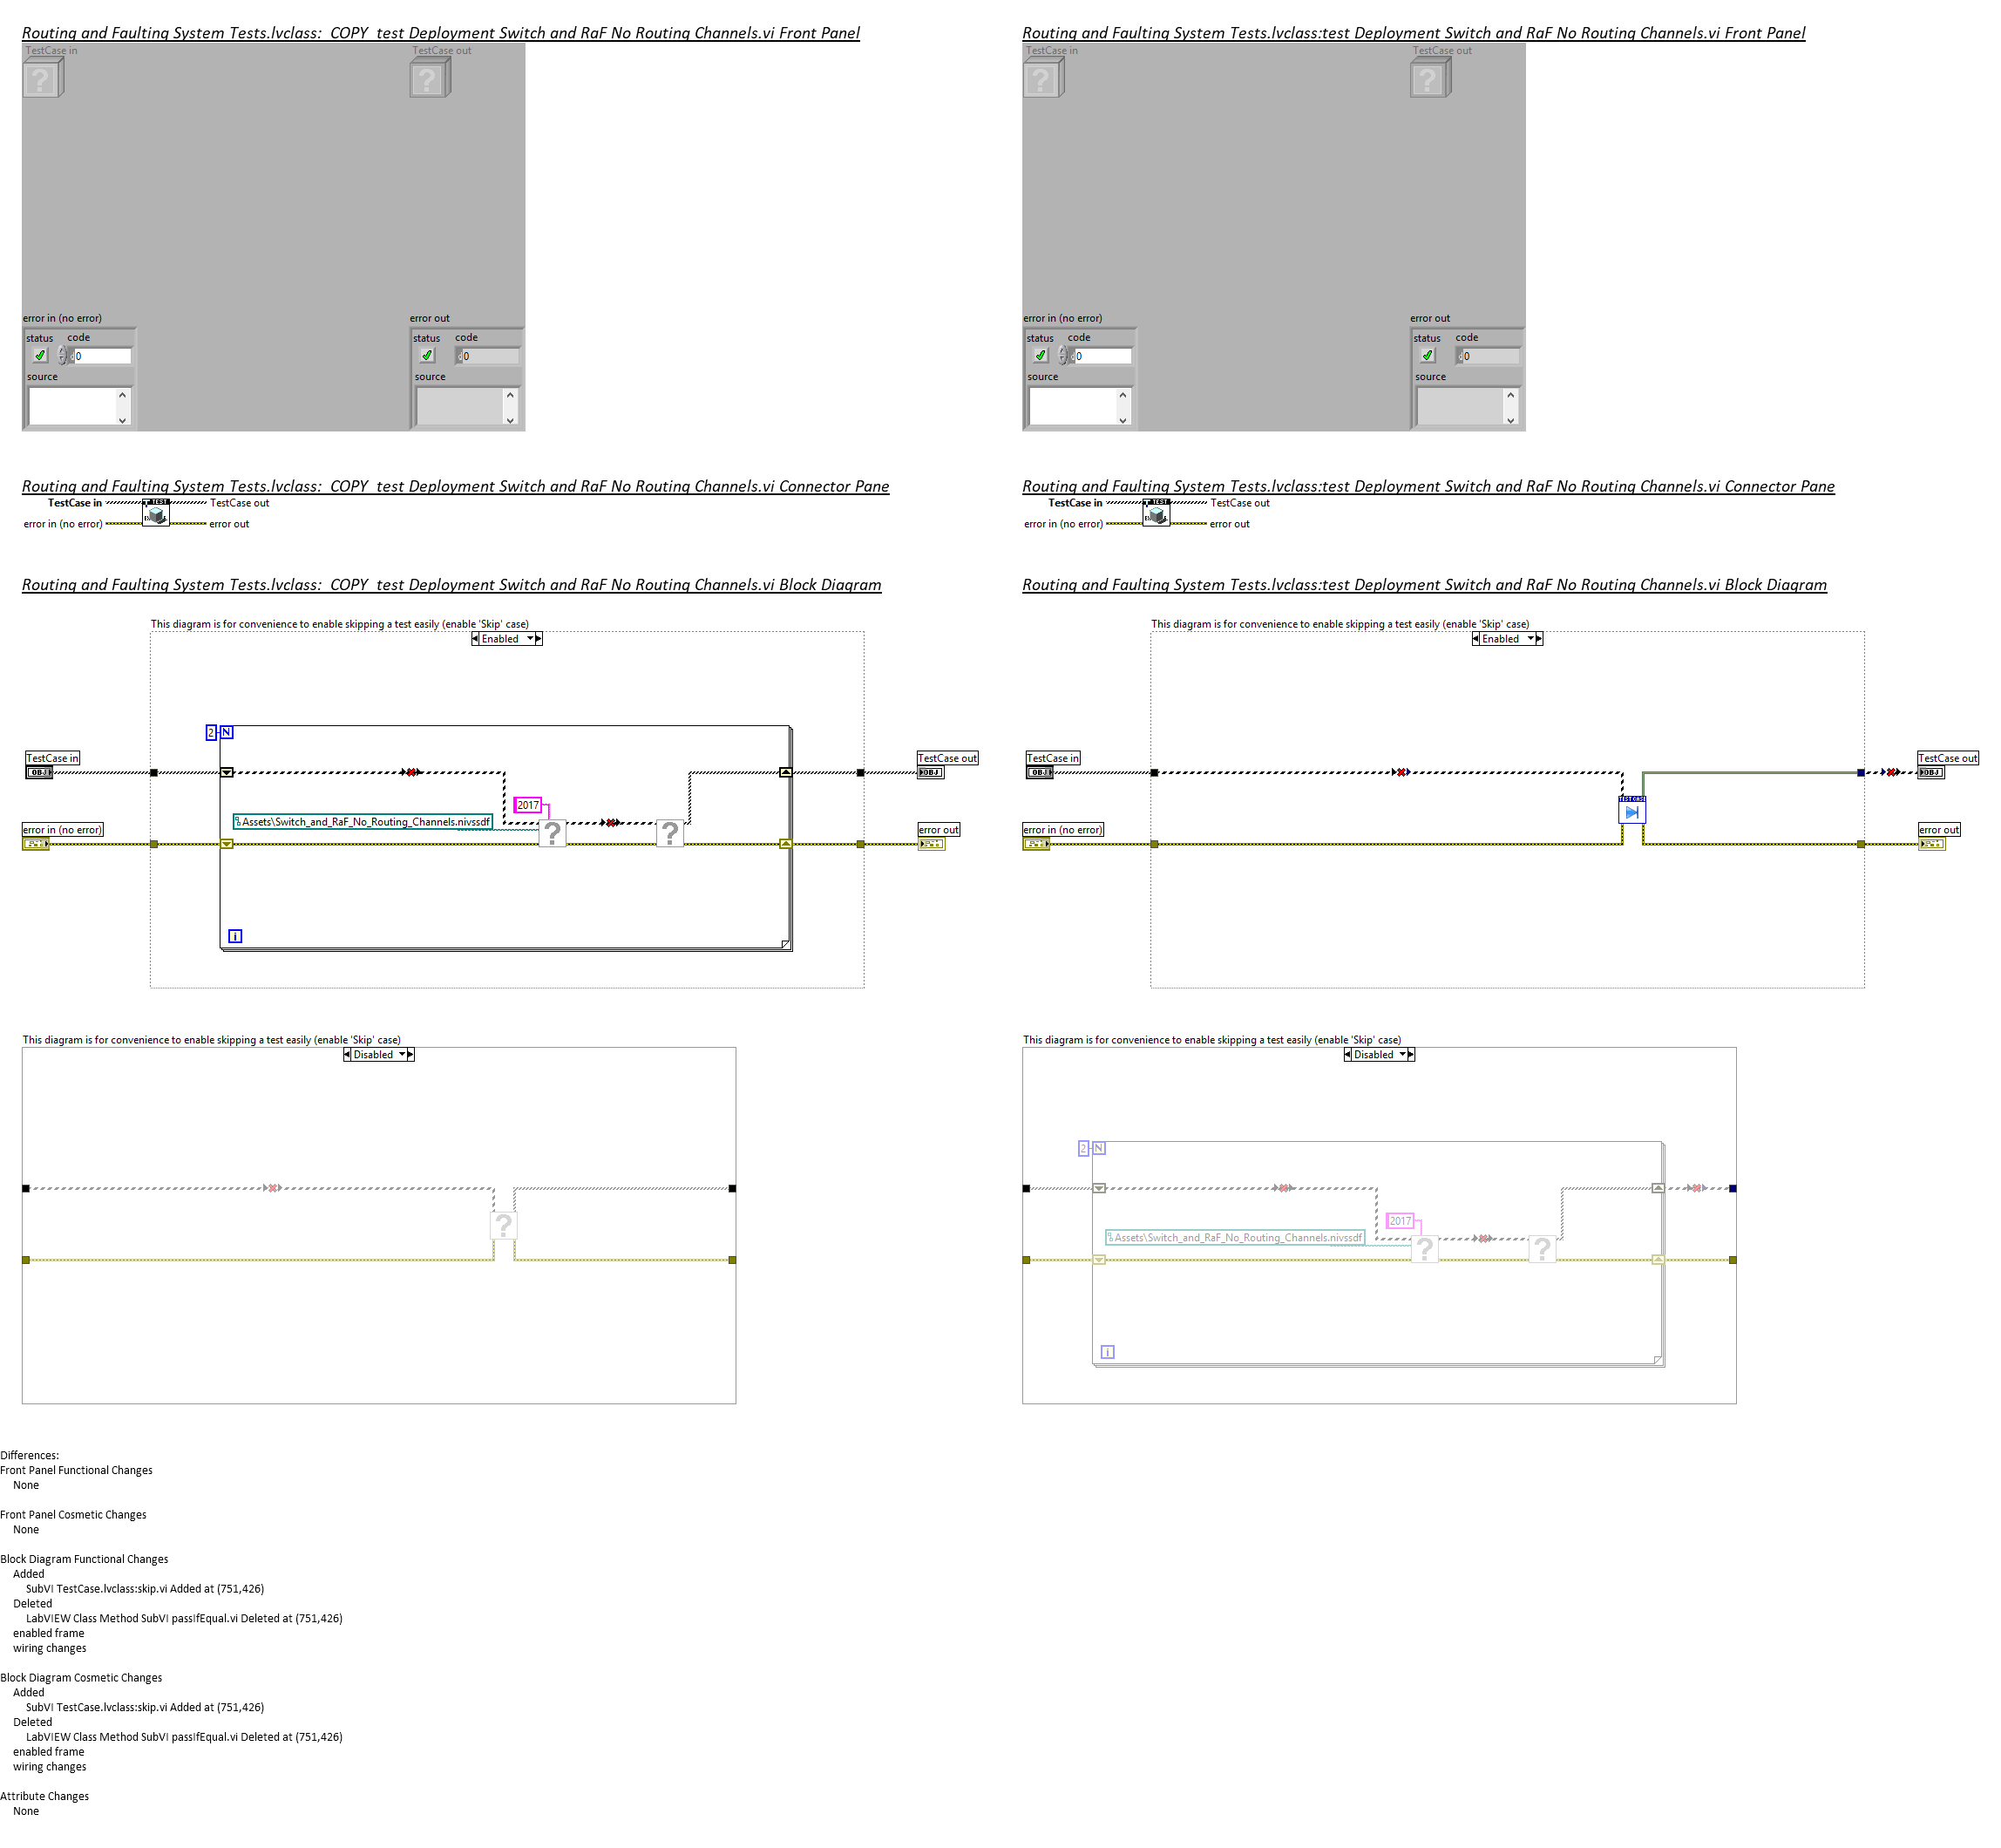 Routing and Faulting System Tests.lvclass:_COPY_test Deployment Switch and RaF No Routing Channels.vi Front Panel
TestCase in
TestCase out
error in (no error)
error out
status code
0
source
status code
0
source
Routing and Faulting System Tests.lvclass:_COPY_test Deployment Switch and RaF No Routing Channels.vi Connector Pane
TestCase in
TestCase out
TEST
error in (no error)
error out
Routing and Faulting System Tests.lvclass:_COPY_test Deployment Switch and RaF No Routing Channels.vi Block Diagram
This diagram is for convenience to enable skipping a test easily (enable 'Skip' case)
Enabled
2 N
TestCase in
OBJ
TestCase out
OBJ
2017
Assets\Switch_and_RaF_No_Routing_Channels.nivssdf
? ?
error in (no error)
error out
i
This diagram is for convenience to enable skipping a test easily (enable 'Skip' case)
Disabled
?
Routing and Faulting System Tests.lvclass:test Deployment Switch and RaF No Routing Channels.vi Front Panel
TestCase in
TestCase out
error in (no error)
error out
status code
0
source
status code
0
source
Routing and Faulting System Tests.lvclass:test Deployment Switch and RaF No Routing Channels.vi Connector Pane
TestCase in
TestCase out
TEST
error in (no error)
error out
Routing and Faulting System Tests.lvclass:test Deployment Switch and RaF No Routing Channels.vi Block Diagram
This diagram is for convenience to enable skipping a test easily (enable 'Skip' case)
Enabled
TestCase in
OBJ
TestCase out
OBJ
TEST CASE
error in (no error)
error out
This diagram is for convenience to enable skipping a test easily (enable 'Skip' case)
Disabled
2 N
2017
Assets\Switch_and_RaF_No_Routing_Channels.nivssdf
? ?
i
Differences:
Front Panel Functional Changes
None
Front Panel Cosmetic Changes
None
Block Diagram Functional Changes
Added
SubVI TestCase.lvclass:skip.vi Added at (751,426)
Deleted
LabVIEW Class Method SubVI passIfEqual.vi Deleted at (751,426)
enabled frame
wiring changes
Block Diagram Cosmetic Changes
Added
SubVI TestCase.lvclass:skip.vi Added at (751,426)
Deleted
LabVIEW Class Method SubVI passIfEqual.vi Deleted at (751,426)
enabled frame
wiring changes
Attribute Changes
None